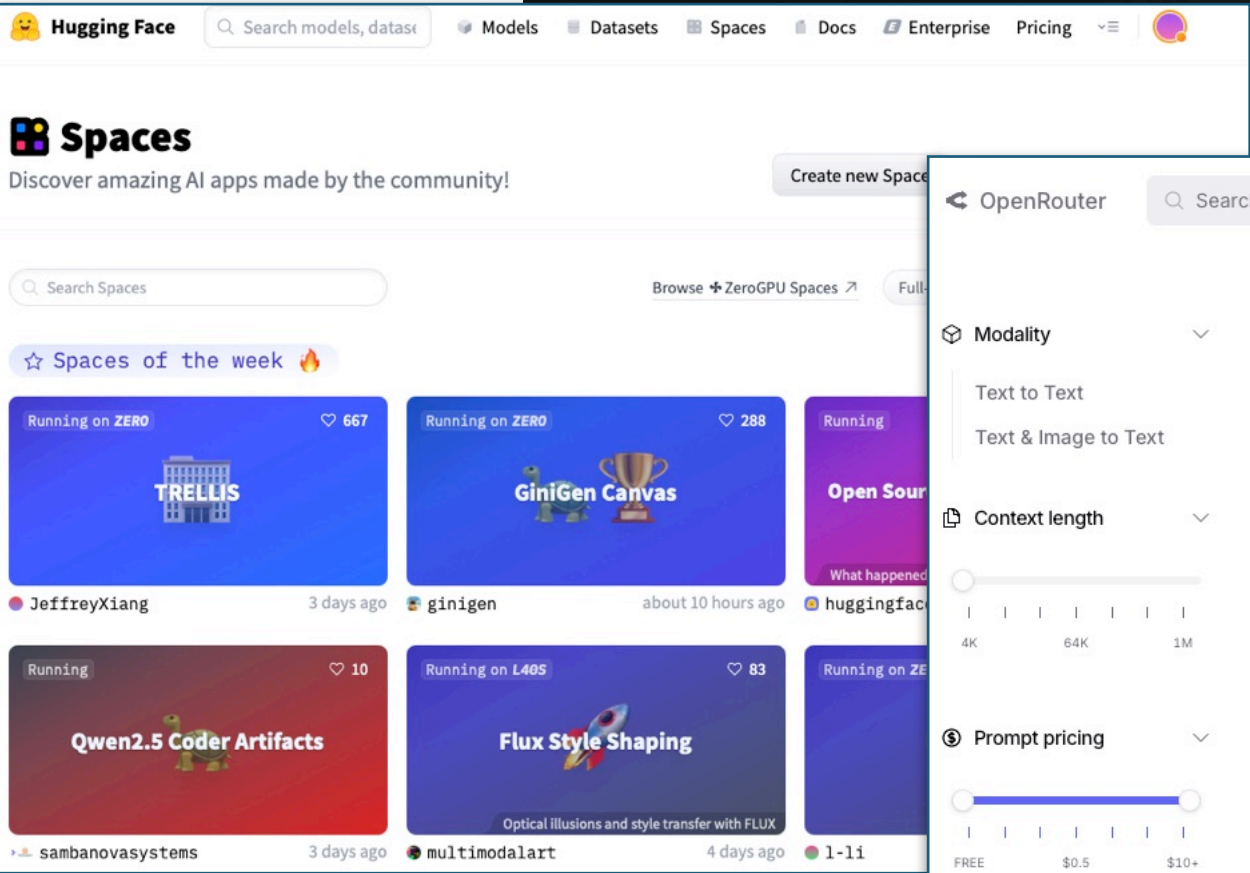 Hugging Face
Search models, datase
Models
Datasets
Spaces
Docs
Enterprise
Pricing
Spaces
Discover amazing AI apps made by the community!
Create new Space
Search Spaces
Browse ZeroGPU Spaces
Full-
Spaces of the week
Running on ZERO
667
TRELLIS
JeffreyXiang
3 days ago
Running on ZERO
288
GiniGen Canvas
ginigen
about 10 hours ago
Running
Open Sour
What happened
huggingfac
Running
10
Qwen2.5 Coder Artifacts
sambanovasystems
3 days ago
Running on L40S
83
Flux Style Shaping
Optical illusions and style transfer with FLUX
multimodalart
4 days ago
Running on ZE
l-li
OpenRouter
Searc
Modality
Text to Text
Text & Image to Text
Context length
4K
64K
1M
Prompt pricing
FREE
$0.5
$10+